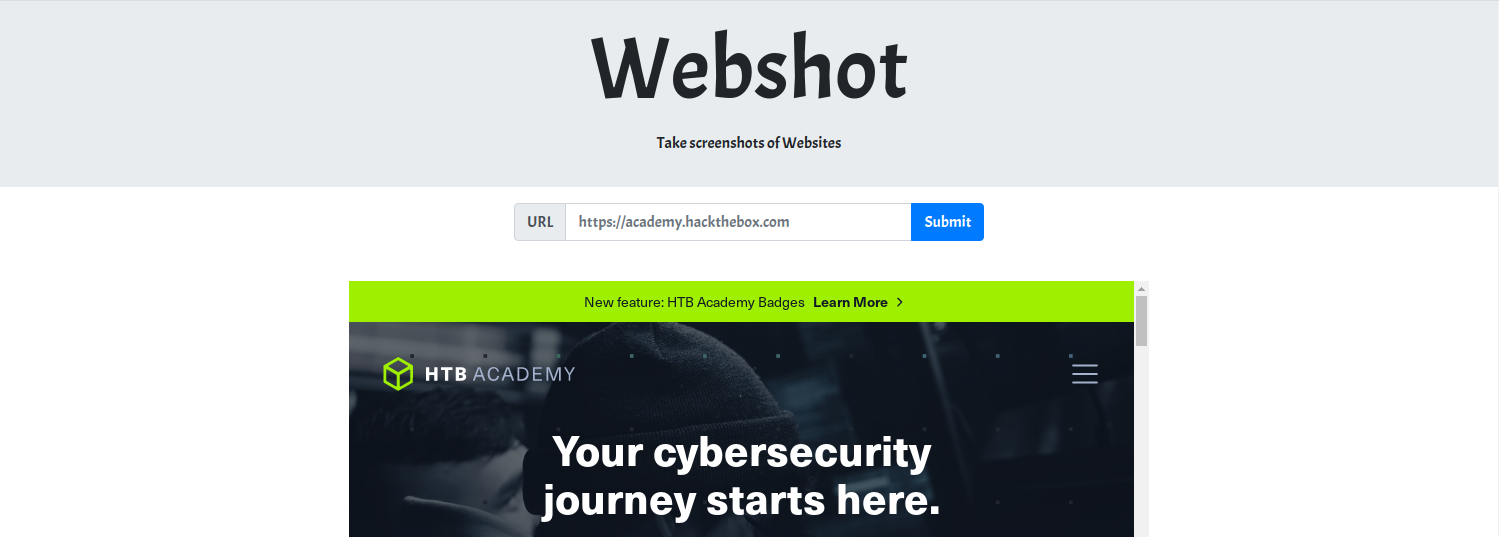 Webshot
Take screenshots of Websites
URL https://academy.hackthebox.com Submit
New feature: HTB Academy Badges Learn More
HTB ACADEMY
Your cybersecurity
journey starts here.